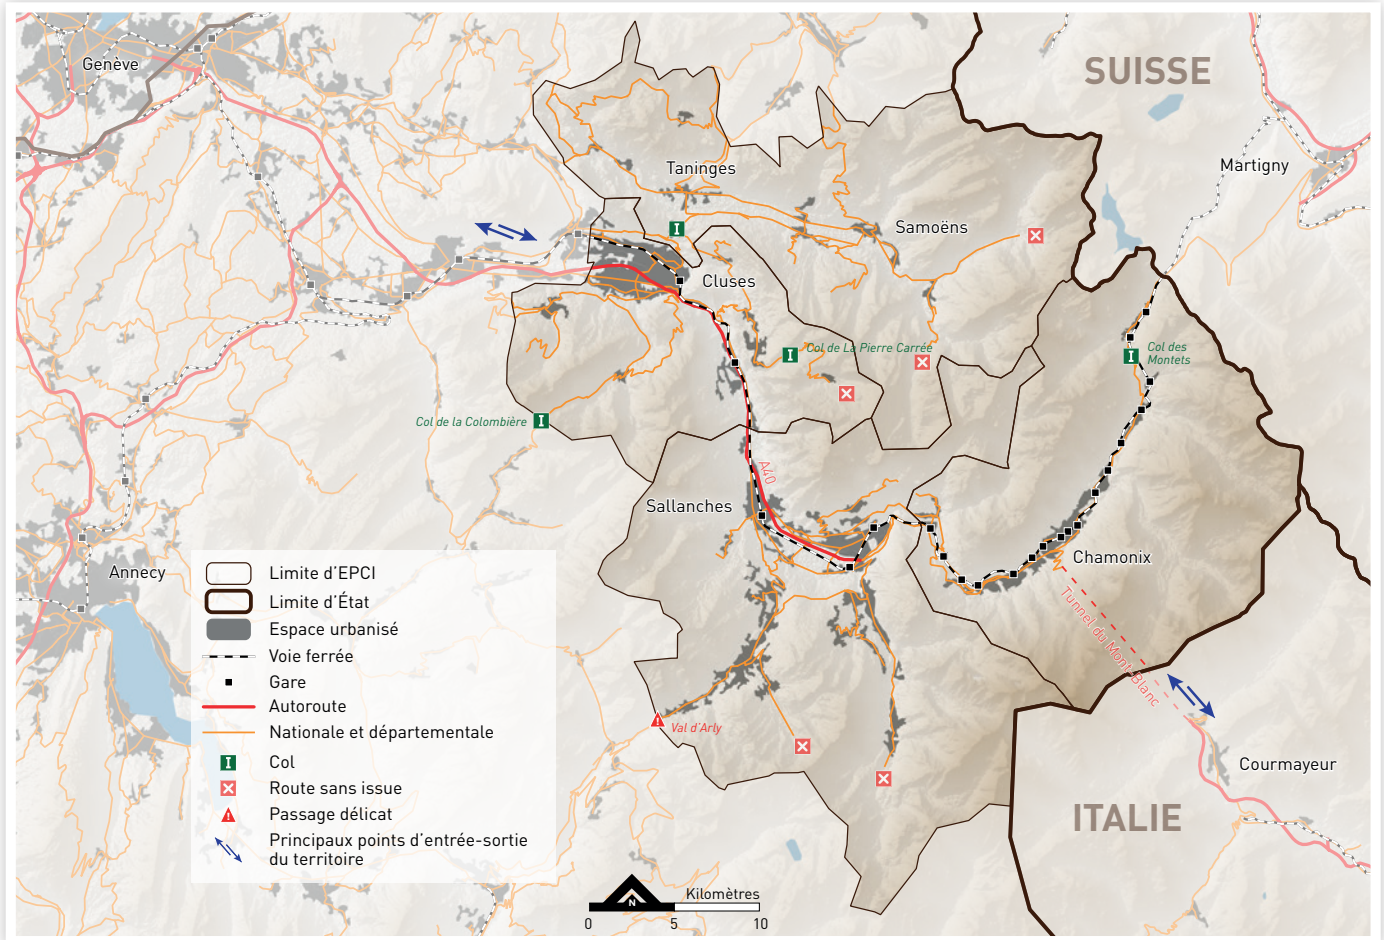 SUISSE
Genève
Martigny
Taninges
Samoëns
Cluses
Col de La Pierre Carrée
Col des
Montets
Col de la Colombière
A40
Sallanches
Chamonix
Annecy
Tunnel du Mont-Blanc
Val d'Arly
Courmayeur
ITALIE
Limite d'EPCI
Limite d'État
Espace urbanisé
Voie ferrée
Gare
Autoroute
Nationale et départementale
Col
Route sans issue
Passage délicat
Principaux points d'entrée-sortie
du territoire
N
Kilomètres
0 5 10